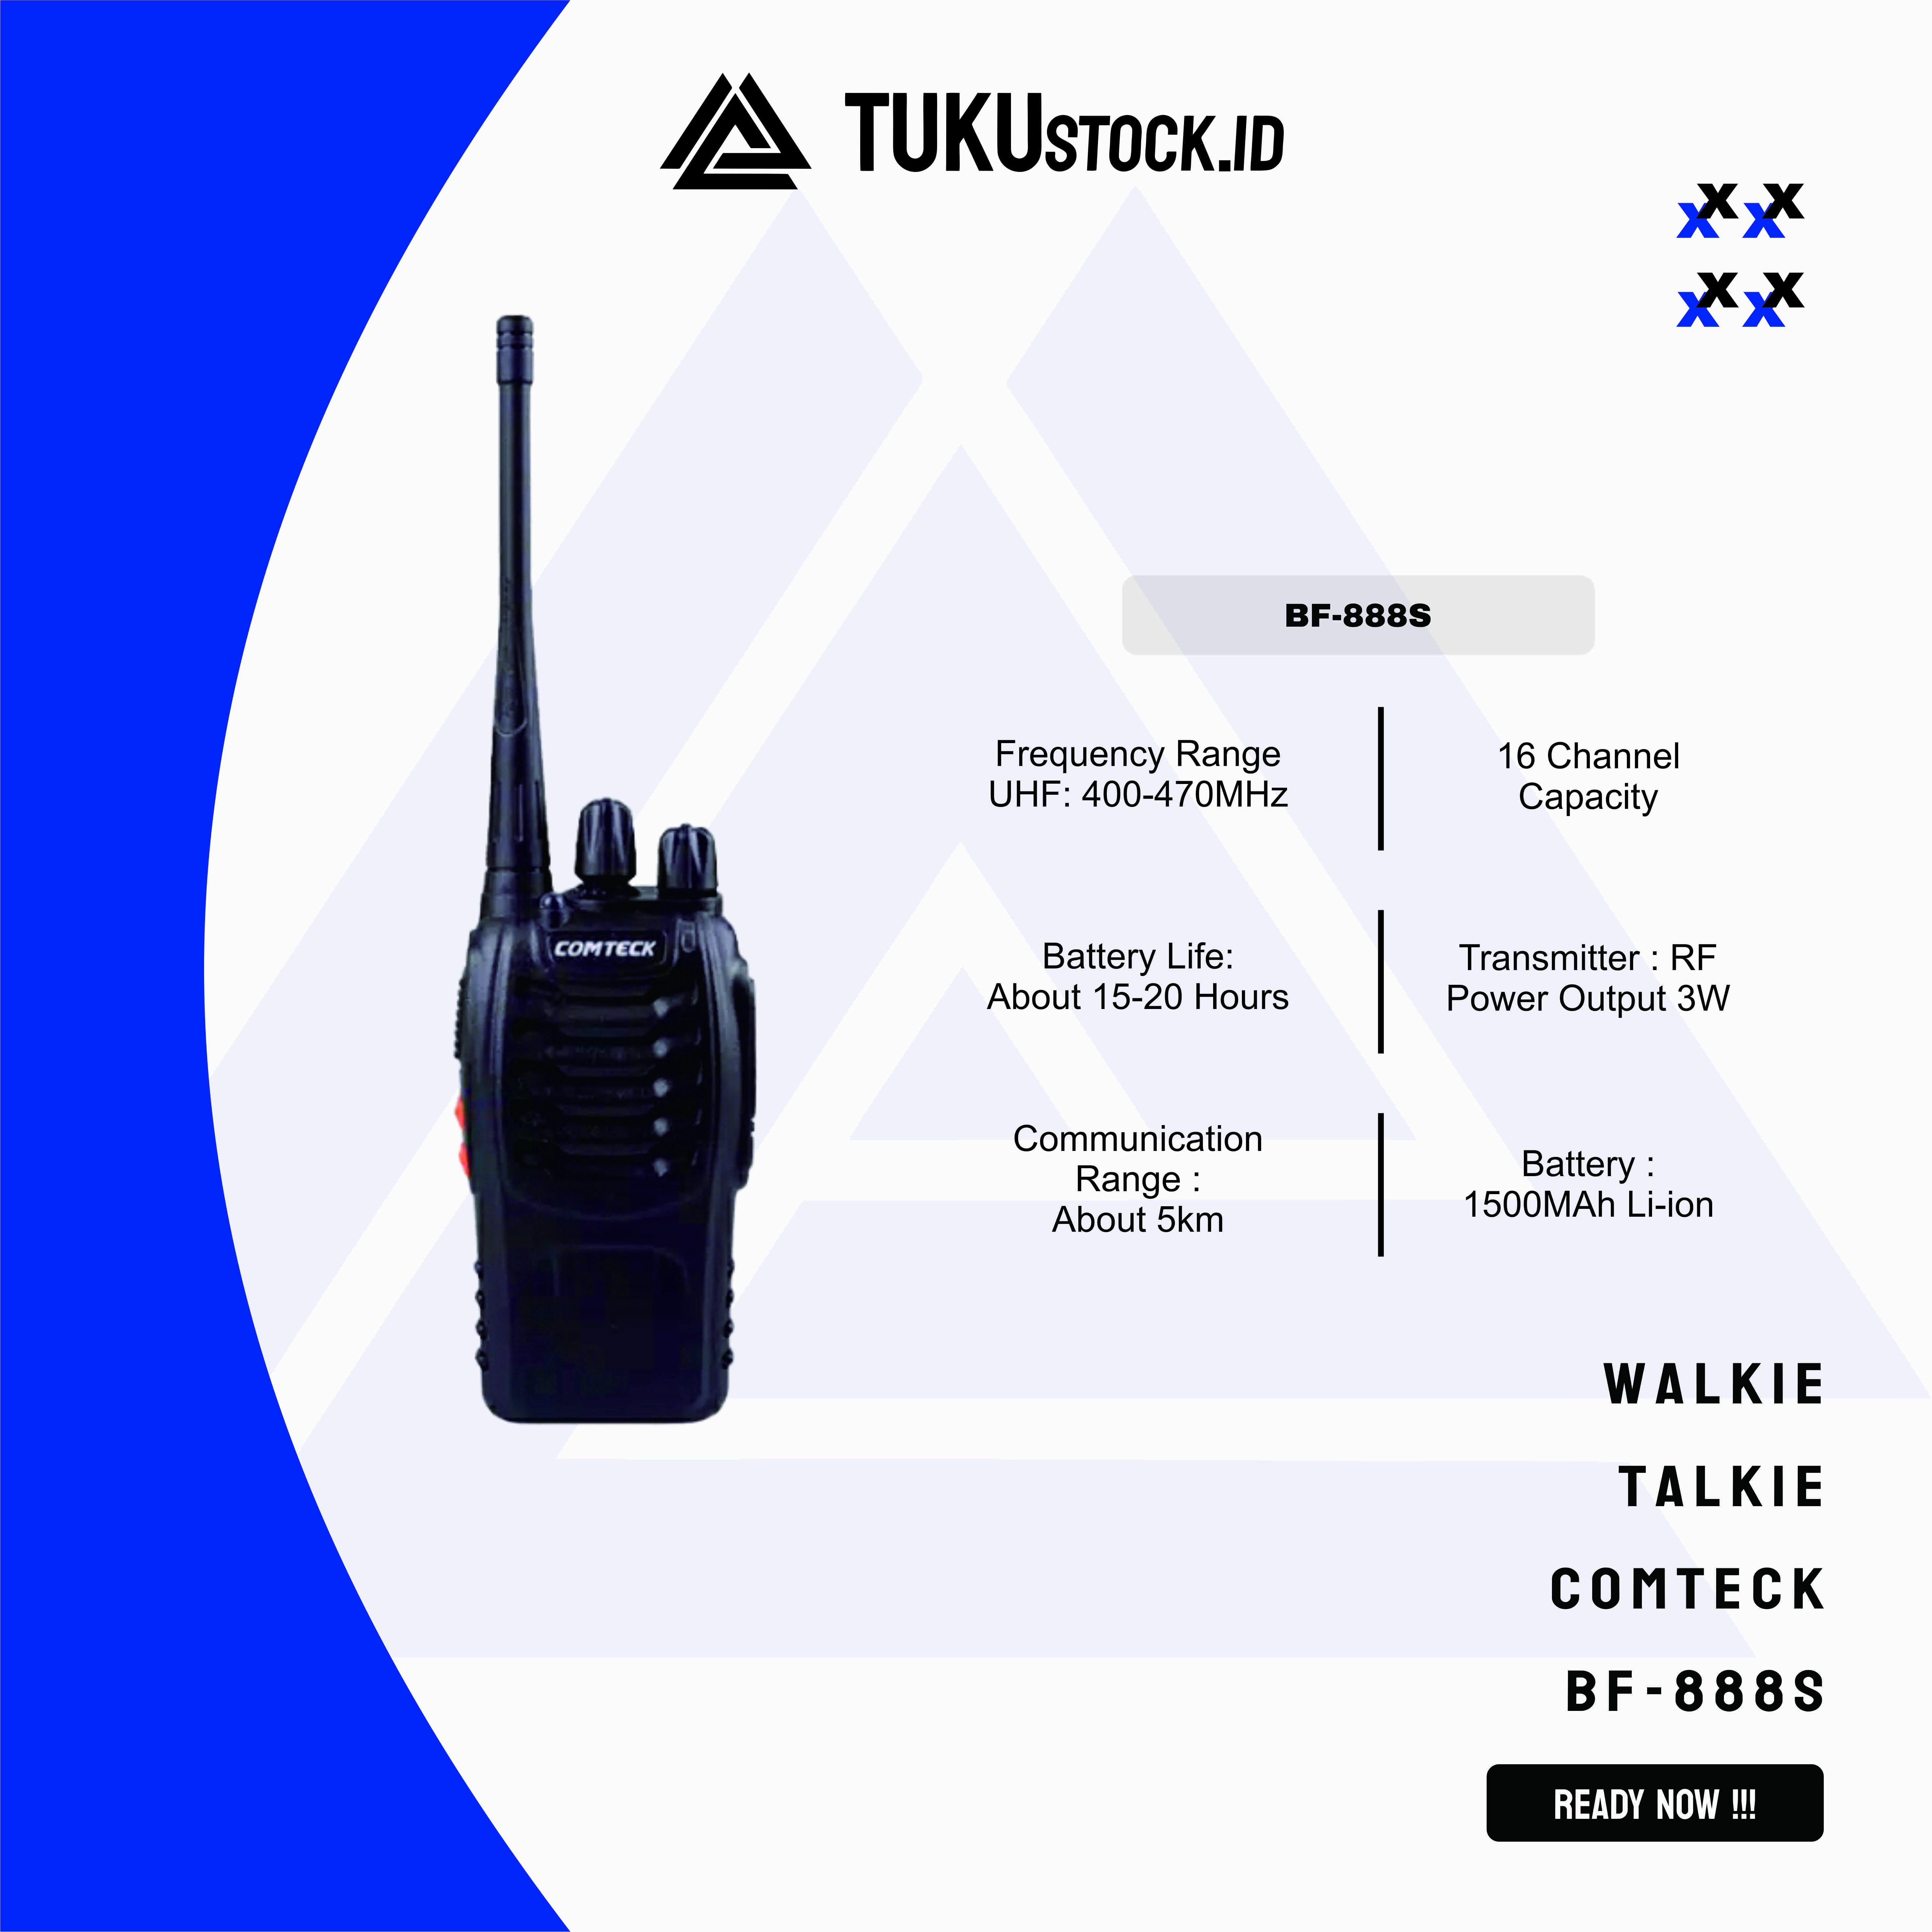 TUKUSTOCK.ID
X X X X
X X X X
COMTECK
BF-888S
Frequency Range
UHF: 400-470MHz
16 Channel
Capacity
Battery Life:
About 15-20 Hours
Transmitter : RF
Power Output 3W
Communication
Range :
About 5km
Battery :
1500MAh Li-ion
WALKIE
TALKIE
COMTECK
BF-888S
READY NOW !!!